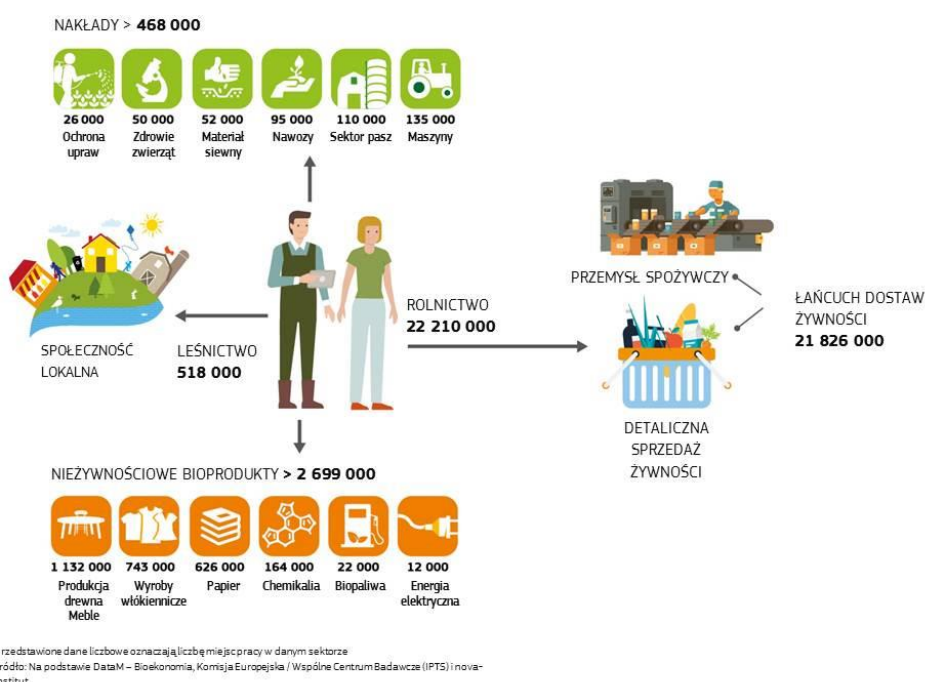 NAKŁADY > 468 000
26 000
Ochrona
upraw
50 000
Zdrowie
zwierząt
52 000
Materiał
siewny
95 000
Nawozy
110 000
Sektor pasz
135 000
Maszyny
PRZEMYSŁ SPOŻYWCZY
ŁAŃCUCH DOSTAW
ŻYWNOŚCI
21 826 000
ROLNICTWO
22 210 000
SPOŁECZNOŚĆ
LOKALNA
LEŚNICTWO
518 000
DETALICZNA
SPRZEDAŻ
ŻYWNOŚCI
NIEŻYWNOŚCIOWE BIOPRODUKTY > 2 699 000
1 132 000
Produkcja
drewna
Meble
743 000
Wyroby
włókiennicze
626 000
Papier
164 000
Chemikalia
22 000
Biopaliwa
12 000
Energia
elektryczna
rzedstawione dane liczbowe oznaczają liczbę miejsc pracy w danym sektorze
ródło: Na podstawie DataM – Bioekonomia, Komisja Europejska / Wspólne Centrum Badawcze (IPTS) i nova-
nstitut